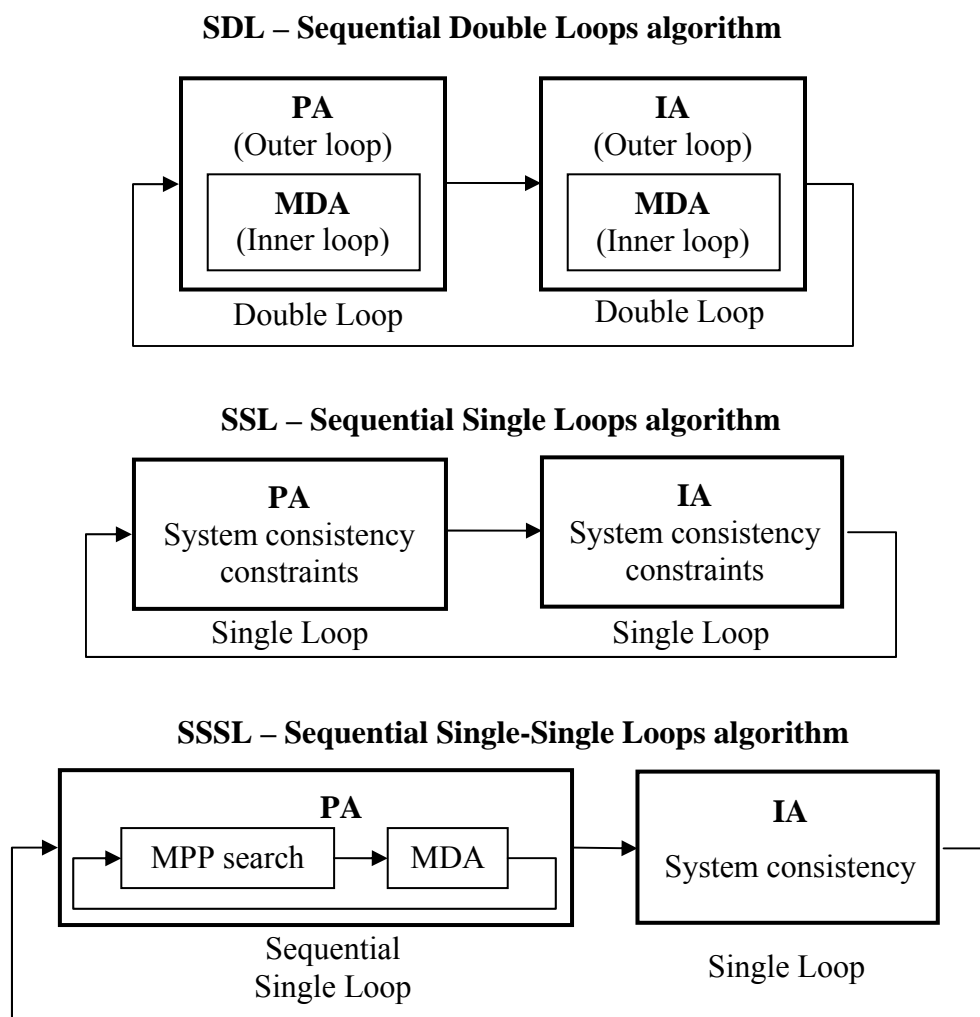 SDL – Sequential Double Loops algorithm
PA
(Outer loop)
MDA
(Inner loop)
Double Loop
IA
(Outer loop)
MDA
(Inner loop)
Double Loop
SSL – Sequential Single Loops algorithm
PA
System consistency
constraints
Single Loop
IA
System consistency
constraints
Single Loop
SSSL – Sequential Single-Single Loops algorithm
PA
MPP search
MDA
Sequential
Single Loop
IA
System consistency
Single Loop